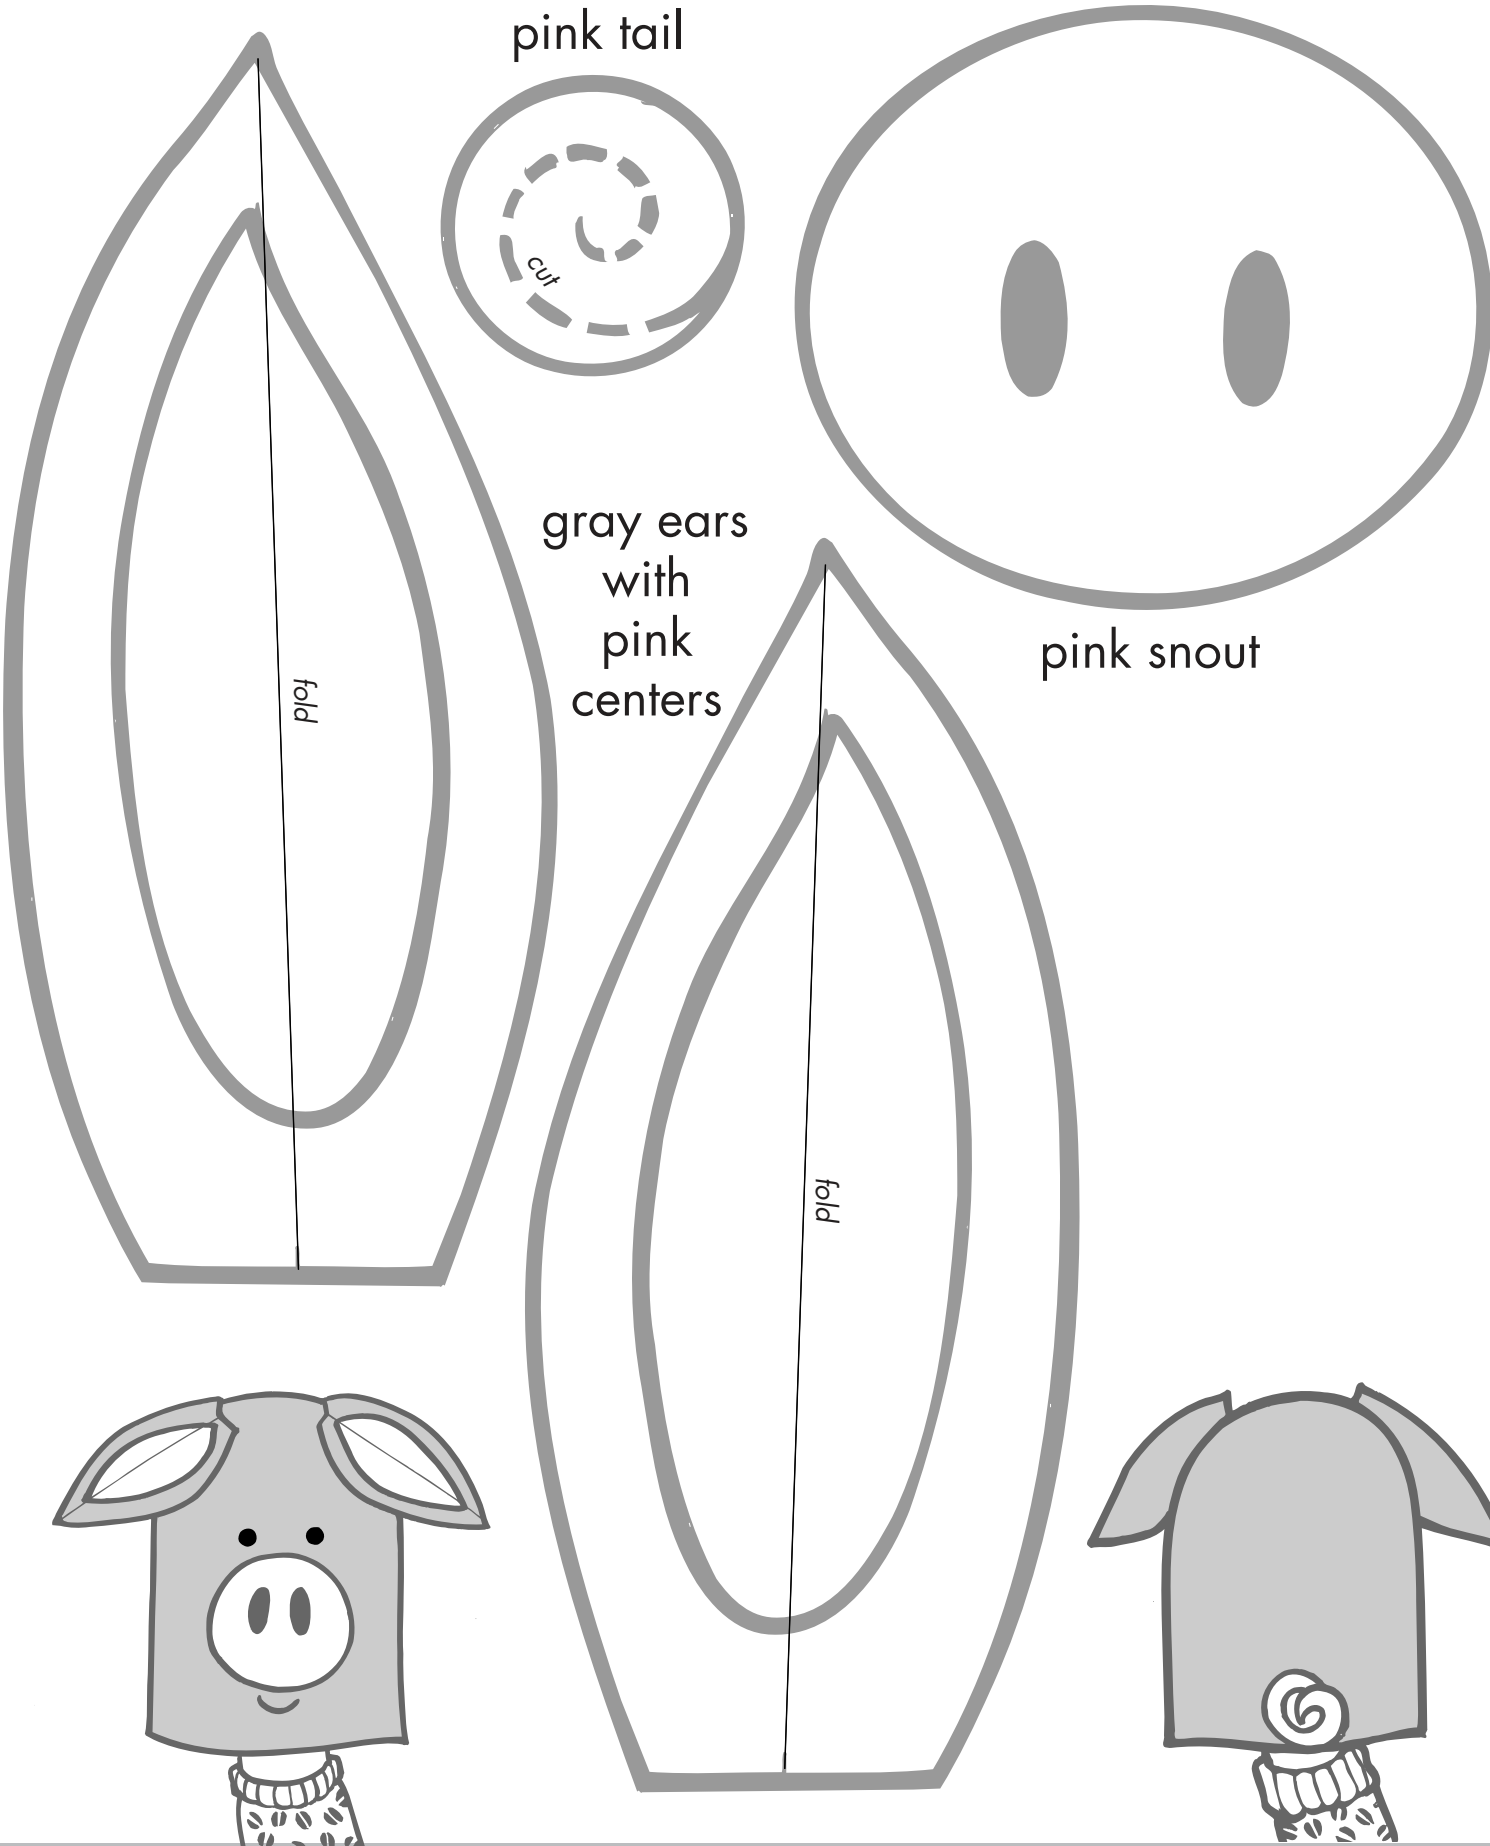 pink tail
cut
gray ears
with
pink
centers
pink snout
fold
fold